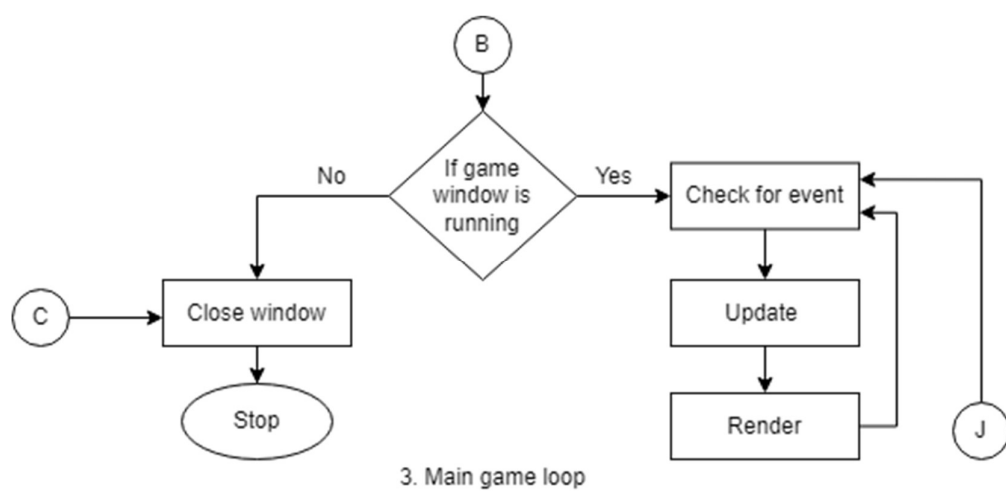 B
If game
window is
running
No
Yes
Check for event
C
Close window
Update
Stop
Render
J
3. Main game loop